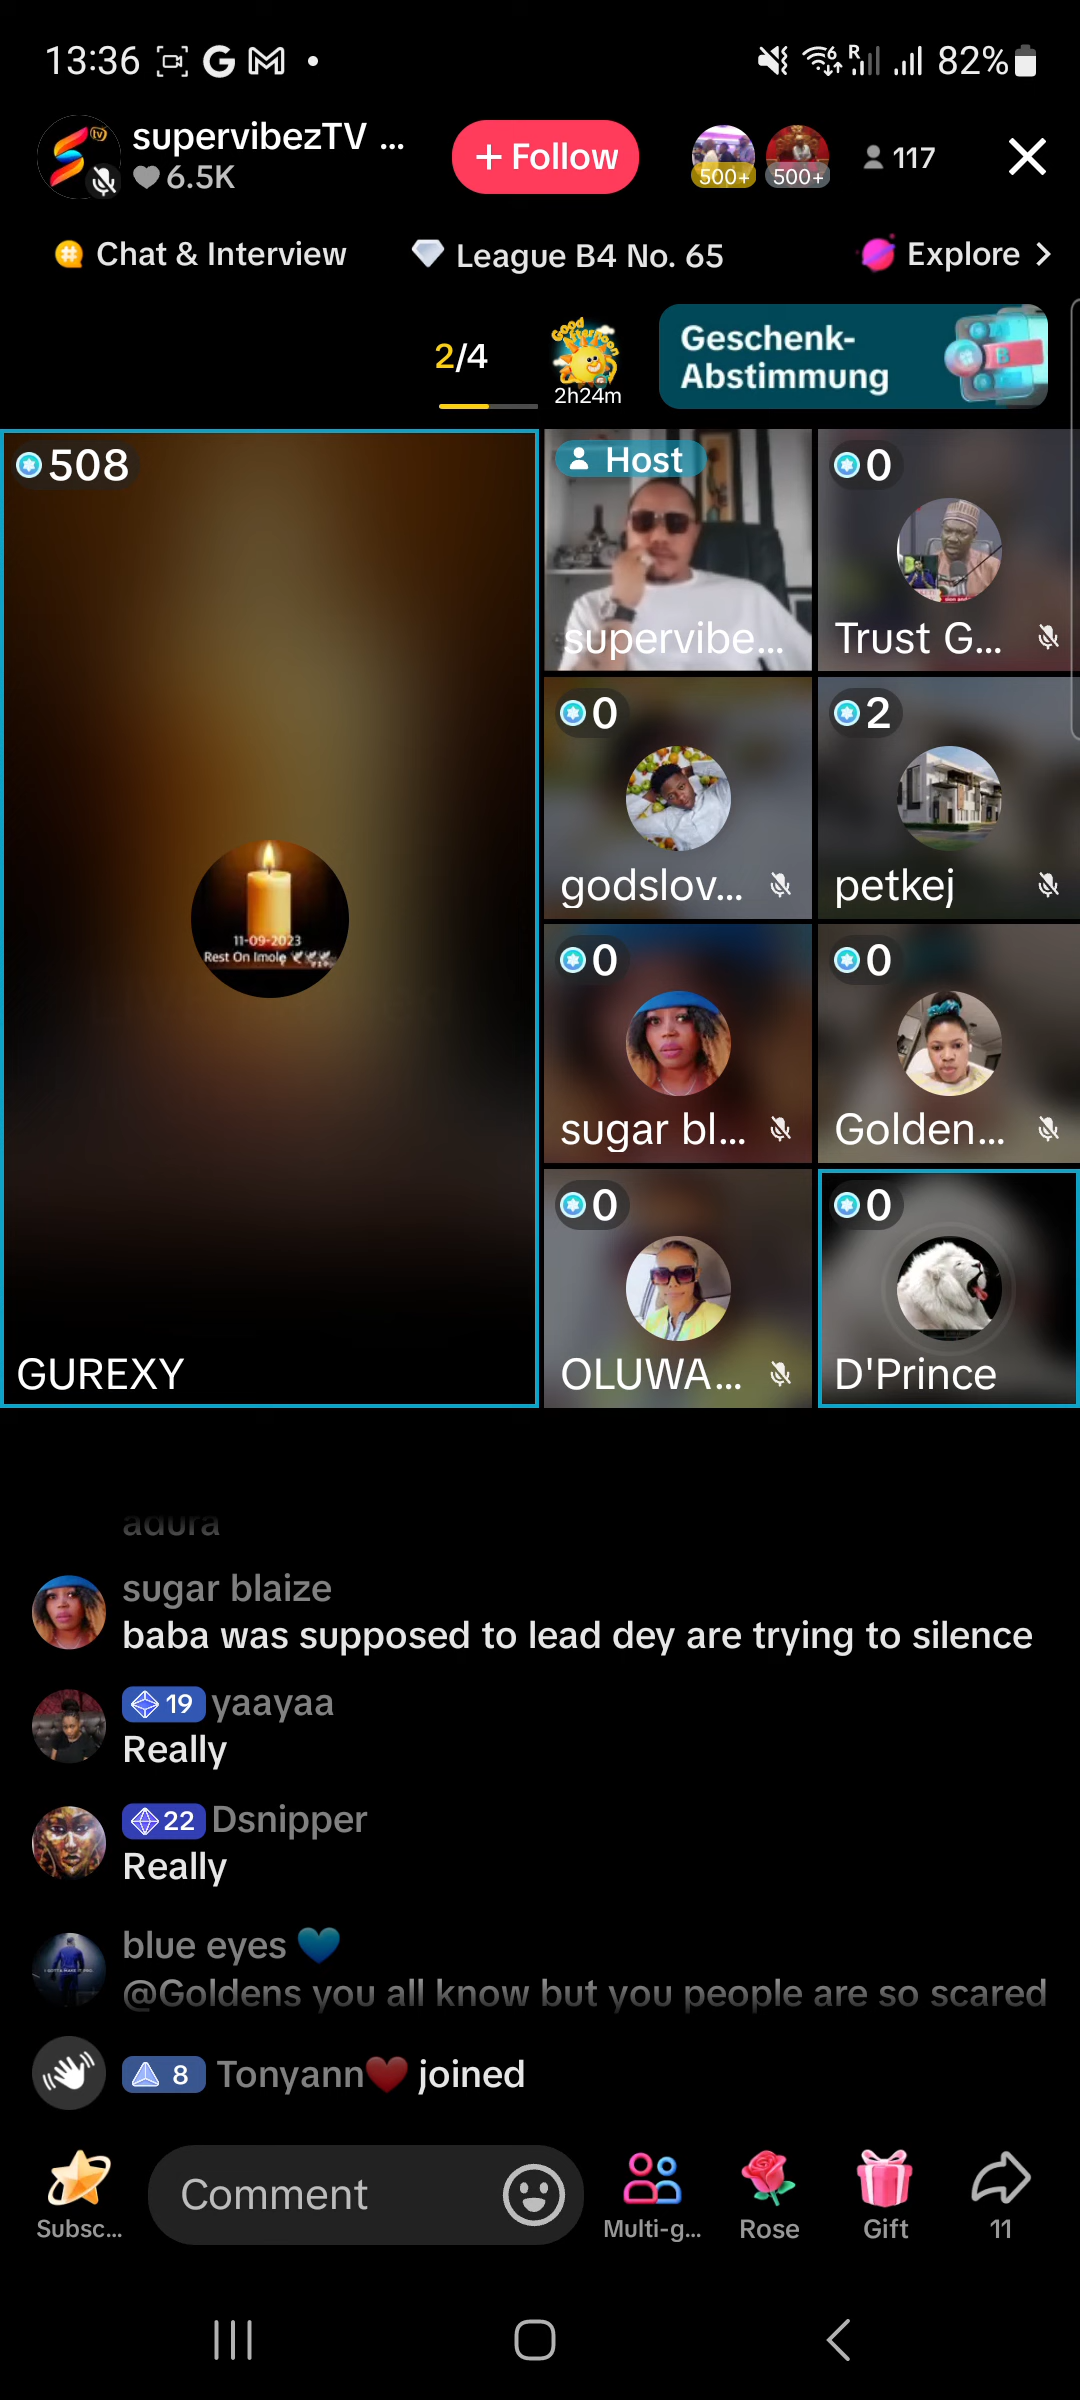 13:36
82%
supervibezTV ...
6.5K
+ Follow
500+
500+
117
Chat & Interview
League B4 No. 65
Explore
2/4
Good
Afternoon
2h24m
Geschenk-
Abstimmung
508
Host
supervibe...
0
Trust G...
0
godslov...
2
petkej
11-09-2023
Rest On Imole
0
sugar bl...
0
Golden...
0
OLUWA...
0
D'Prince
GUREXY
adura
sugar blaize
baba was supposed to lead dey are trying to silence
19 yaayaa
Really
22 Dsnipper
Really
blue eyes 💙
@Goldens you all know but you people are so scared
8 Tonyann❤️ joined
Subsc...
Comment
Multi-g...
Rose
Gift
11